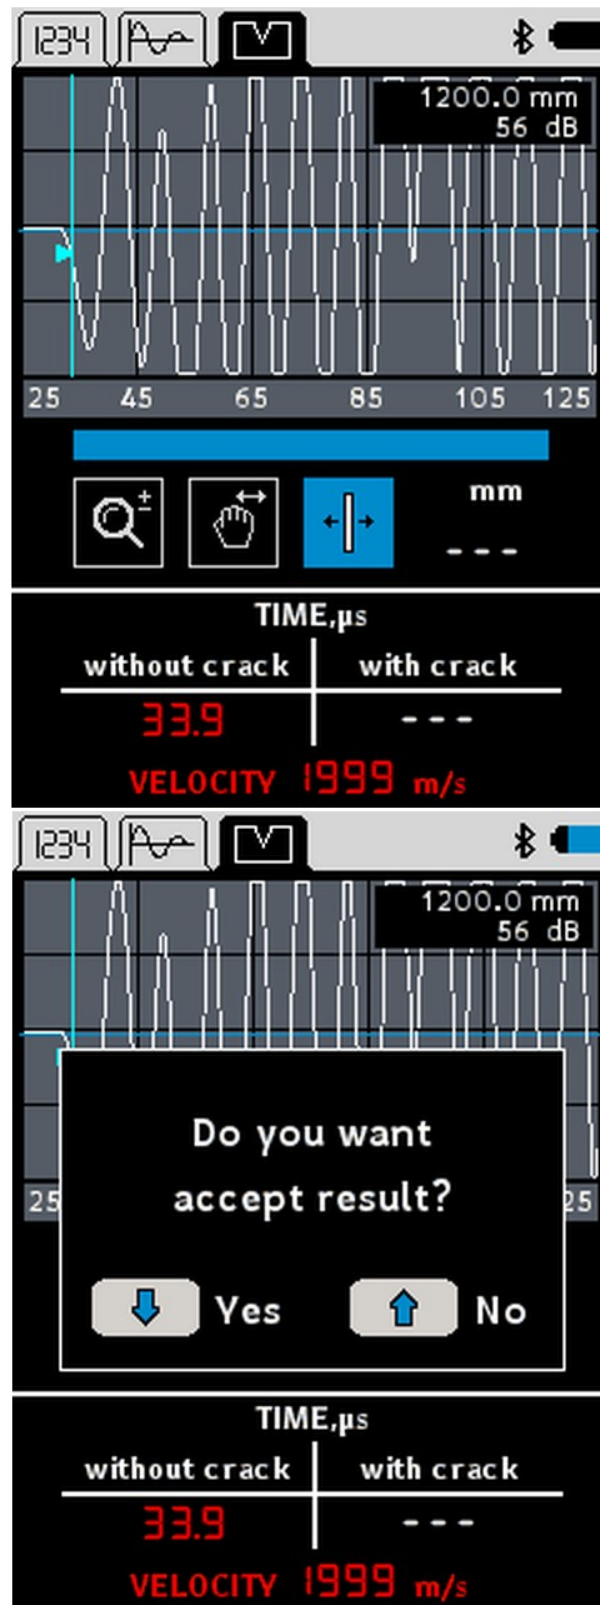 1234
1200.0 mm
56 dB
25 45 65 85 105 125
mm
---
TIME,µs
without crack with crack
33.9 ---
VELOCITY 1999 m/s
1234
1200.0 mm
56 dB
25 25
Do you want
accept result?
Yes No
TIME,µs
without crack with crack
33.9 ---
VELOCITY 1999 m/s